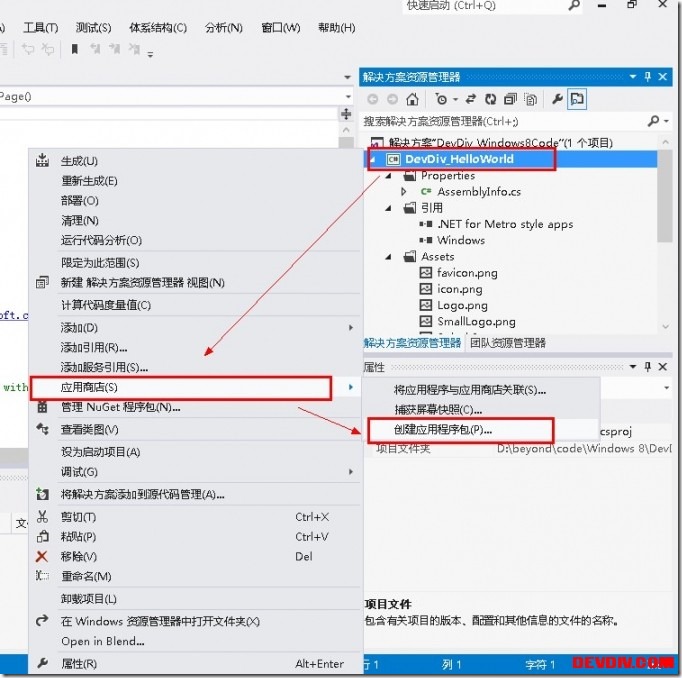 快速启动 (Ctrl+Q)
工具(T) 测试(S) 体系结构(C) 分析(N) 窗口(W) 帮助(H)
解决方案资源管理器
Page()
搜索解决方案资源管理器(Ctrl+;)
解决方案"DevDiv_Windows8Code"(1 个项目)
DevDiv_HelloWorld
Properties
AssemblyInfo.cs
引用
.NET for Metro style apps
Windows
Assets
favicon.png
icon.png
Logo.png
SmallLogo.png
解决方案资源管理器 团队资源管理器
属性
生成(U)
重新生成(E)
部署(O)
清理(N)
运行代码分析(O)
限定为此范围(S)
新建 解决方案资源管理器 视图(N)
计算代码度量值(C)
oft.c
添加(D)
添加引用(R)...
添加服务引用(S)...
with
应用商店(S)
管理 NuGet 程序包(N)...
查看类图(V)
设为启动项目(A)
调试(G)
将解决方案添加到源代码管理(A)...
文
剪切(T) Ctrl+X
粘贴(P) Ctrl+V
移除(V) Del
重命名(M)
卸载项目(L)
在 Windows 资源管理器中打开文件夹(X)
Open in Blend...
属性(R) Alt+Enter
将应用程序与应用商店关联(S)...
捕获屏幕快照(C)...
创建应用程序包(P)...
csproj
项目文件夹 D:\beyond\code\Windows 8\DevD
项目文件
包含有关项目的版本、配置和其他信息的文件的名称。
行 1 列 1 字符 1
DEVDIV.COM